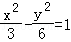 x²/3 - y²/6 = 1